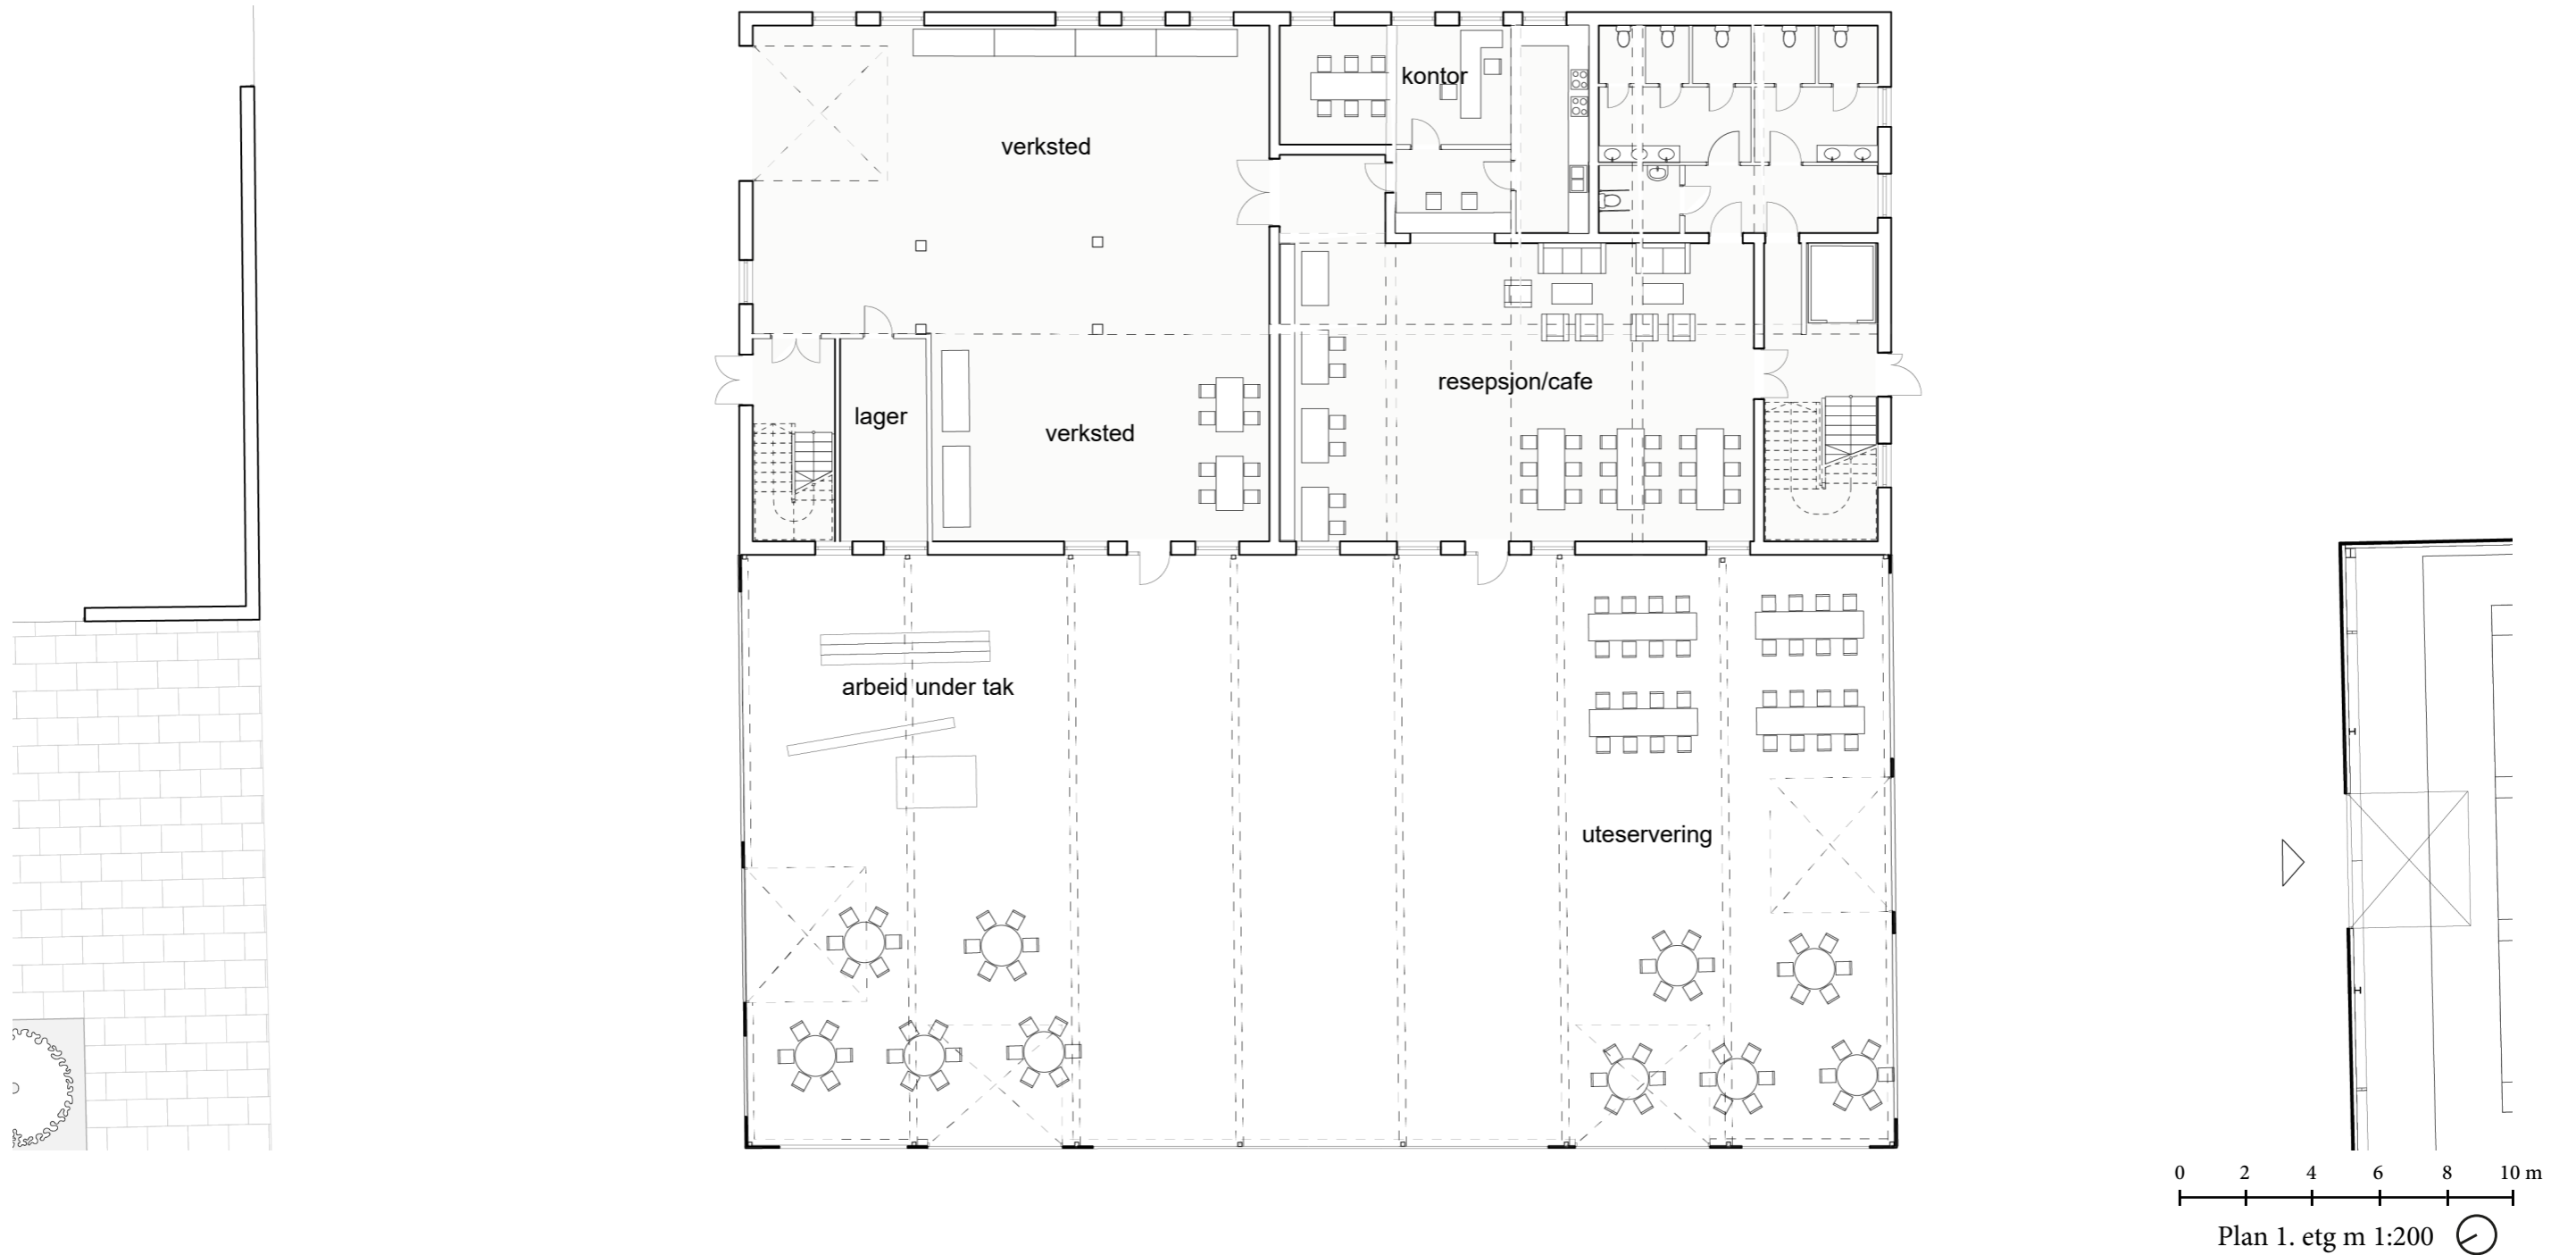 kontor
verksted
resepsjon/cafe
lager
verksted
arbeid under tak
uteservering
0 2 4 6 8 10 m
Plan 1. etg m 1:200